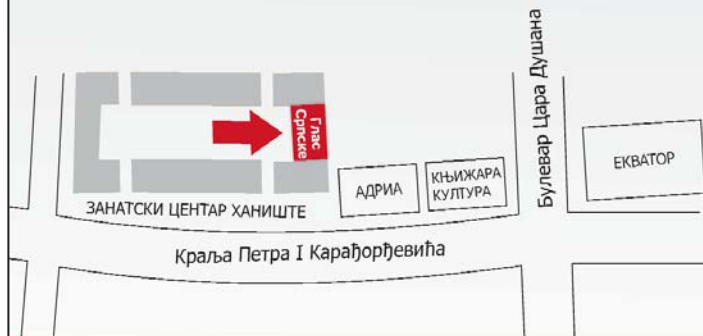 Булевар Цара Душана
Глас
Српске
АДРИА
КЊИЖАРА
КУЛТУРА
ЕКВАТОР
ЗАНАТСКИ ЦЕНТАР ХАНИШТЕ
Краља Петра I Карађорђевића